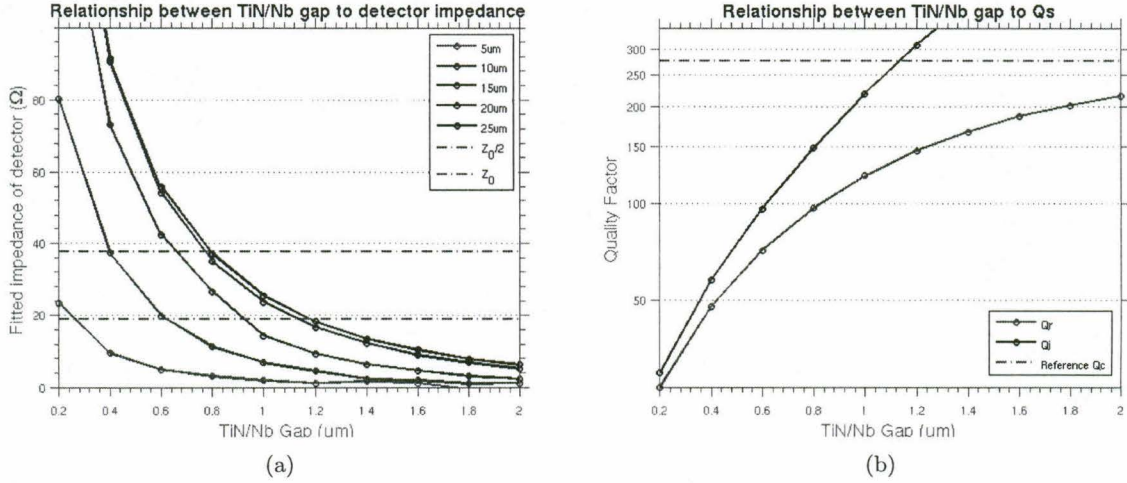 Relationship between TiN/Nb gap to detector impedance
Fitted impedance of detector (Ω)
80
60
40
20
0
5um
10um
15um
20um
25um
Z0/2
Z0
0.2 0.4 0.6 0.8 1 1.2 1.4 1.6 1.8 2
TiN/Nb Gap (um)
(a)
Relationship between TiN/Nb gap to Qs
Quality Factor
300
250
200
150
100
50
Qr
Qi
Reference Qc
0.2 0.4 0.6 0.8 1 1.2 1.4 1.6 1.8 2
TiN/Nb Gap (um)
(b)